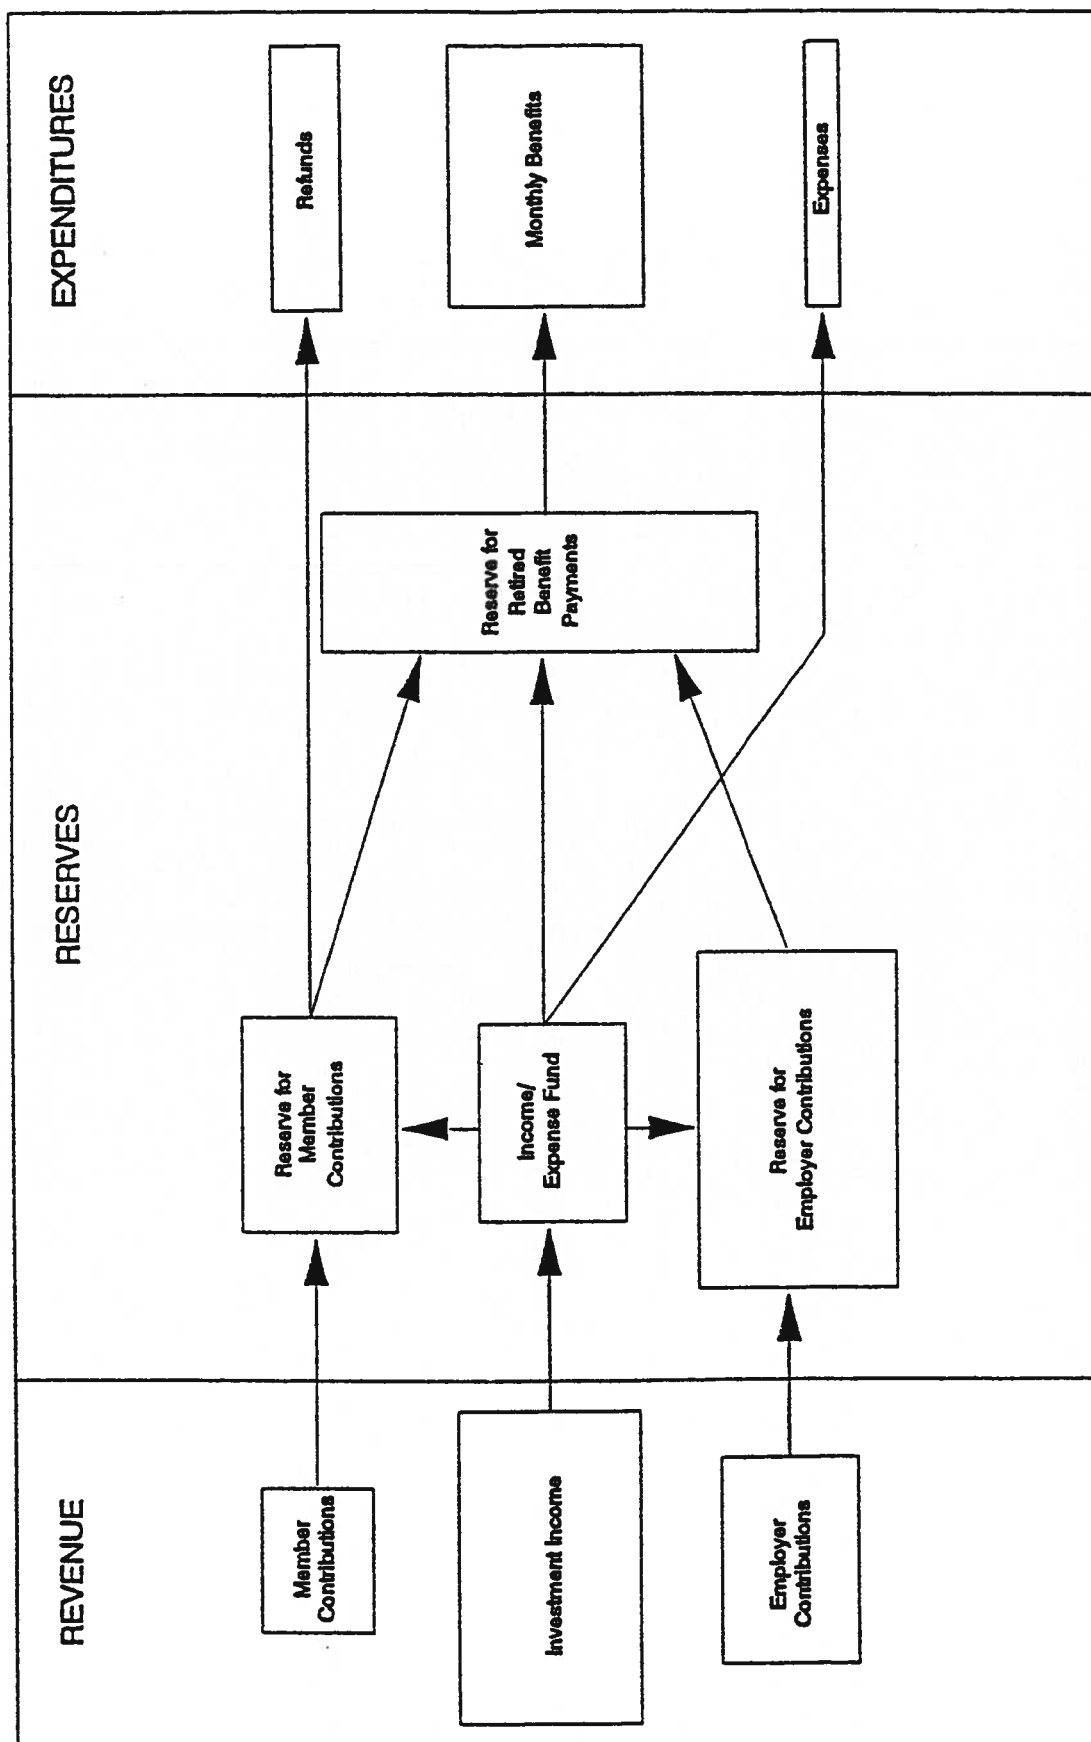 REVENUE
RESERVES
EXPENDITURES
Member
Contributions
Reserve for
Member
Contributions
Refunds
Investment Income
Income/
Expense Fund
Reserve for
Retired
Benefit
Payments
Monthly Benefits
Employer
Contributions
Reserve for
Employer Contributions
Expenses